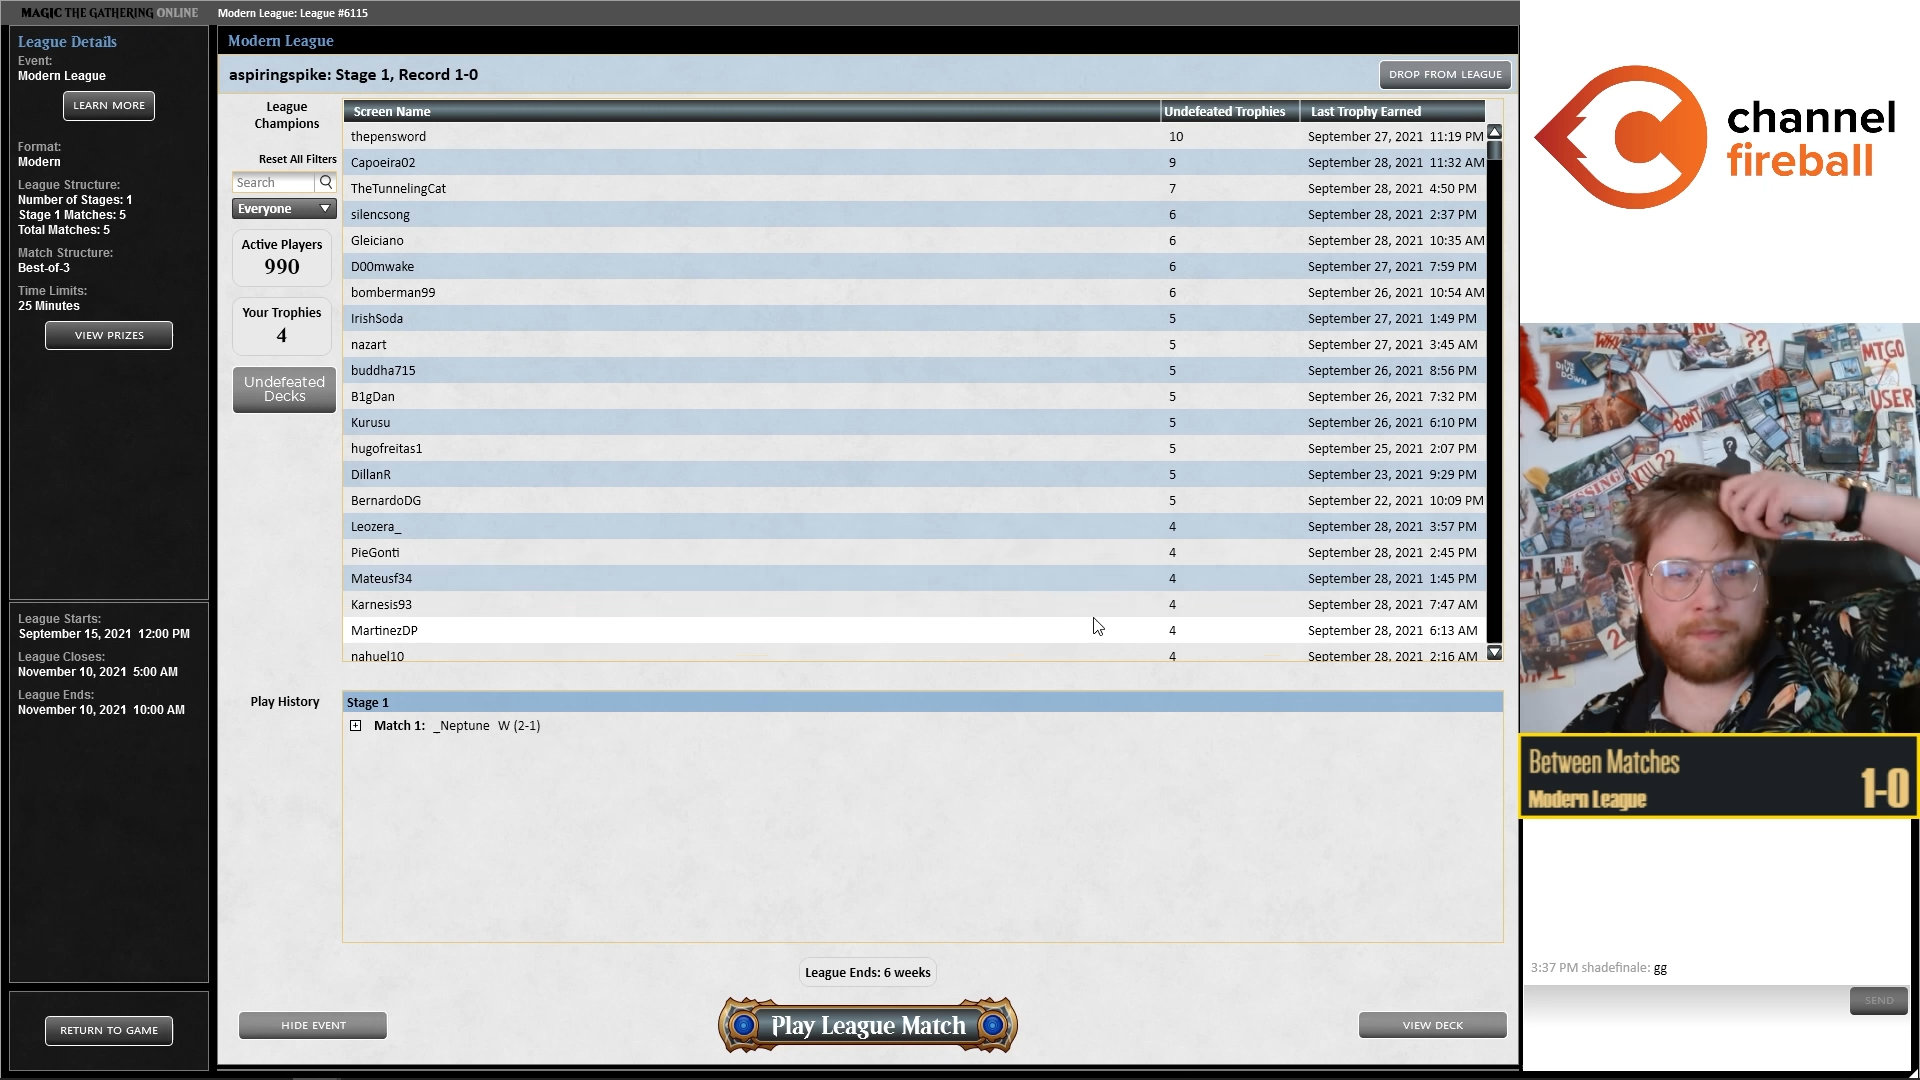 MAGIC THE GATHERING ONLINE
Modern League: League #6115
League Details
Event:
Modern League
LEARN MORE
Format:
Modern
League Structure:
Number of Stages: 1
Stage 1 Matches: 5
Total Matches: 5
Match Structure:
Best-of-3
Time Limits:
25 Minutes
VIEW PRIZES
League Starts:
September 15, 2021 12:00 PM
League Closes:
November 10, 2021 5:00 AM
League Ends:
November 10, 2021 10:00 AM
RETURN TO GAME
Modern League
aspiringspike: Stage 1, Record 1-0
DROP FROM LEAGUE
League
Champions
Reset All Filters
Search
Everyone
Active Players
990
Your Trophies
4
Undefeated
Decks
Screen Name Undefeated Trophies Last Trophy Earned
thepensword 10 September 27, 2021 11:19 PM
Capoeira02 9 September 28, 2021 11:32 AM
TheTunnelingCat 7 September 28, 2021 4:50 PM
silencsong 6 September 28, 2021 2:37 PM
Gleiciano 6 September 28, 2021 10:35 AM
D00mwake 6 September 27, 2021 7:59 PM
bomberman99 6 September 26, 2021 10:54 AM
IrishSoda 5 September 27, 2021 1:49 PM
nazart 5 September 27, 2021 3:45 AM
buddha715 5 September 26, 2021 8:56 PM
B1gDan 5 September 26, 2021 7:32 PM
Kurusu 5 September 26, 2021 6:10 PM
hugofreitas1 5 September 25, 2021 2:07 PM
DillanR 5 September 23, 2021 9:29 PM
BernardoDG 5 September 22, 2021 10:09 PM
Leozera_ 4 September 28, 2021 3:57 PM
PieGonti 4 September 28, 2021 2:45 PM
Mateusf34 4 September 28, 2021 1:45 PM
Karnesis93 4 September 28, 2021 7:47 AM
MartinezDP 4 September 28, 2021 6:13 AM
nahuel10 4 September 28, 2021 2:16 AM
Play History
Stage 1
Match 1: _Neptune W (2-1)
League Ends: 6 weeks
HIDE EVENT
Play League Match
VIEW DECK
channel
fireball
WHY
NO
??
MTGO
USER
THE DIVE DOWN
DONT
KTU??
Between Matches
Modern League
1-0
3:37 PM shadefinale: gg
SEND